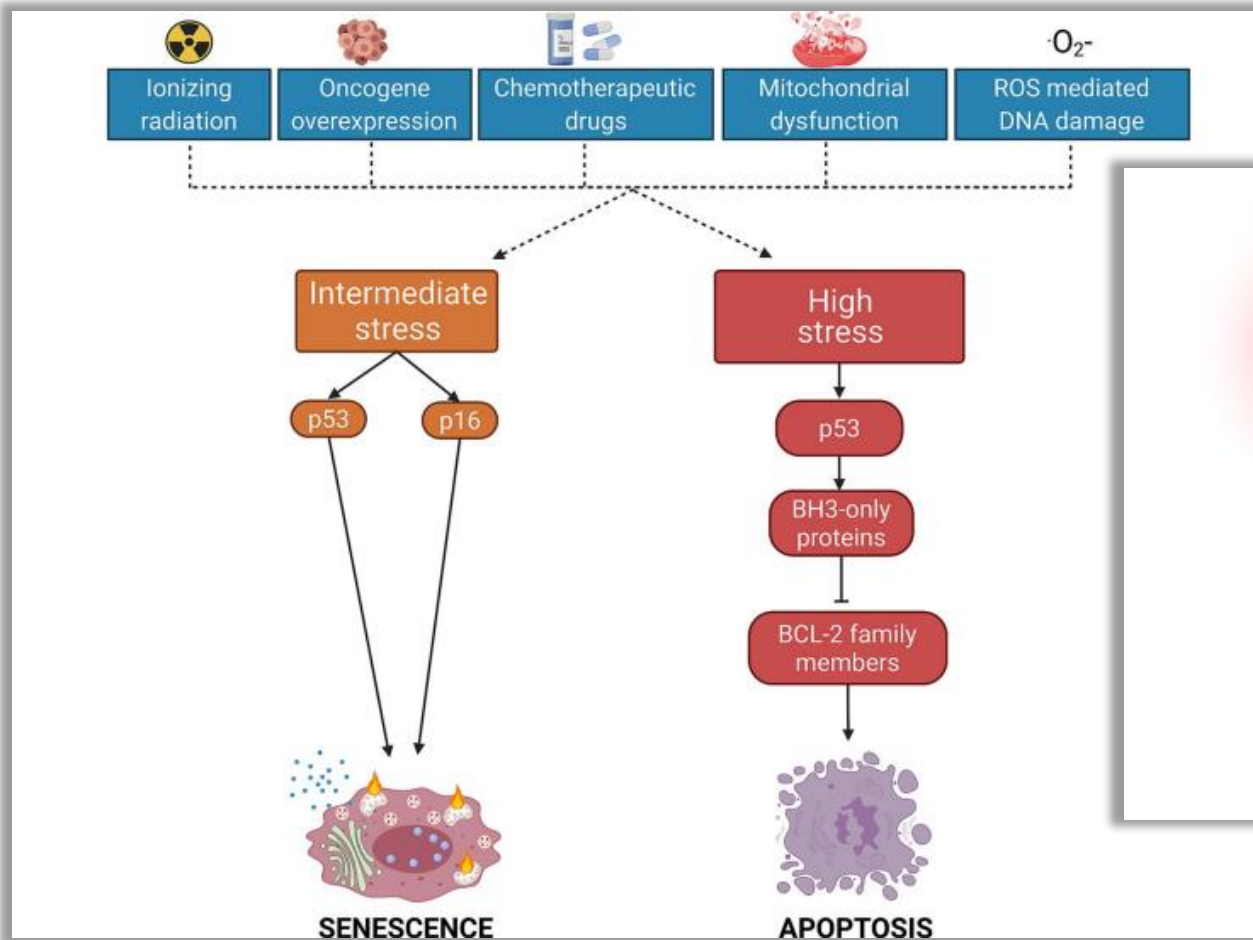 ·O₂-
Ionizing
radiation
Oncogene
overexpression
Chemotherapeutic
drugs
Mitochondrial
dysfunction
ROS mediated
DNA damage
Intermediate
stress
High
stress
p53
p16
p53
BH3-only
proteins
BCL-2 family
members
SENESCENCE
APOPTOSIS